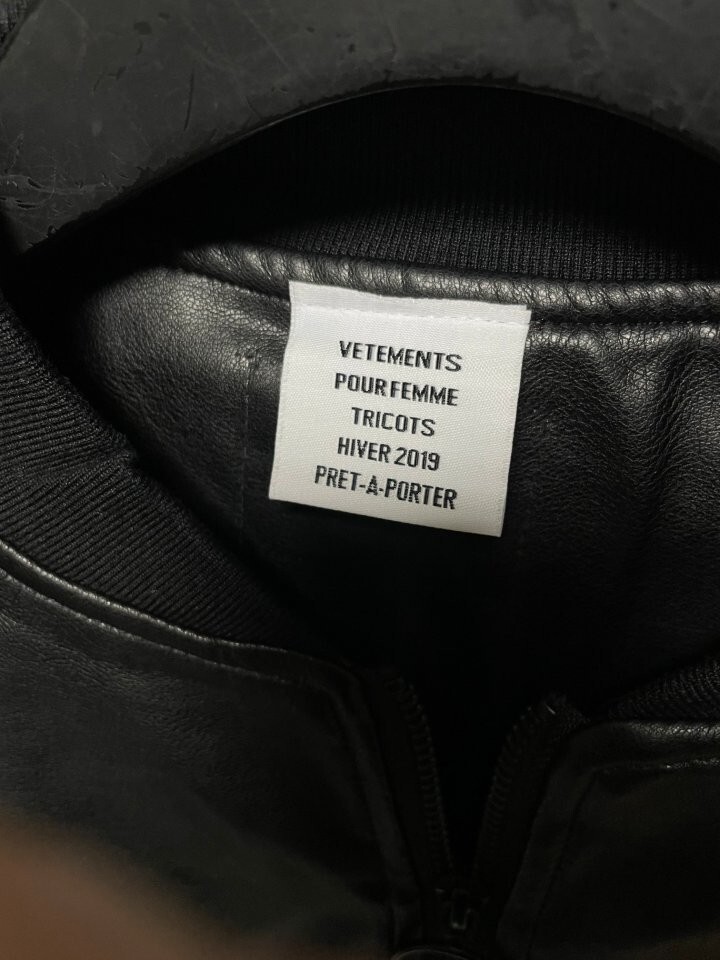 VETEMENTS
POUR FEMME
TRICOTS
HIVER 2019
PRET-A-PORTER